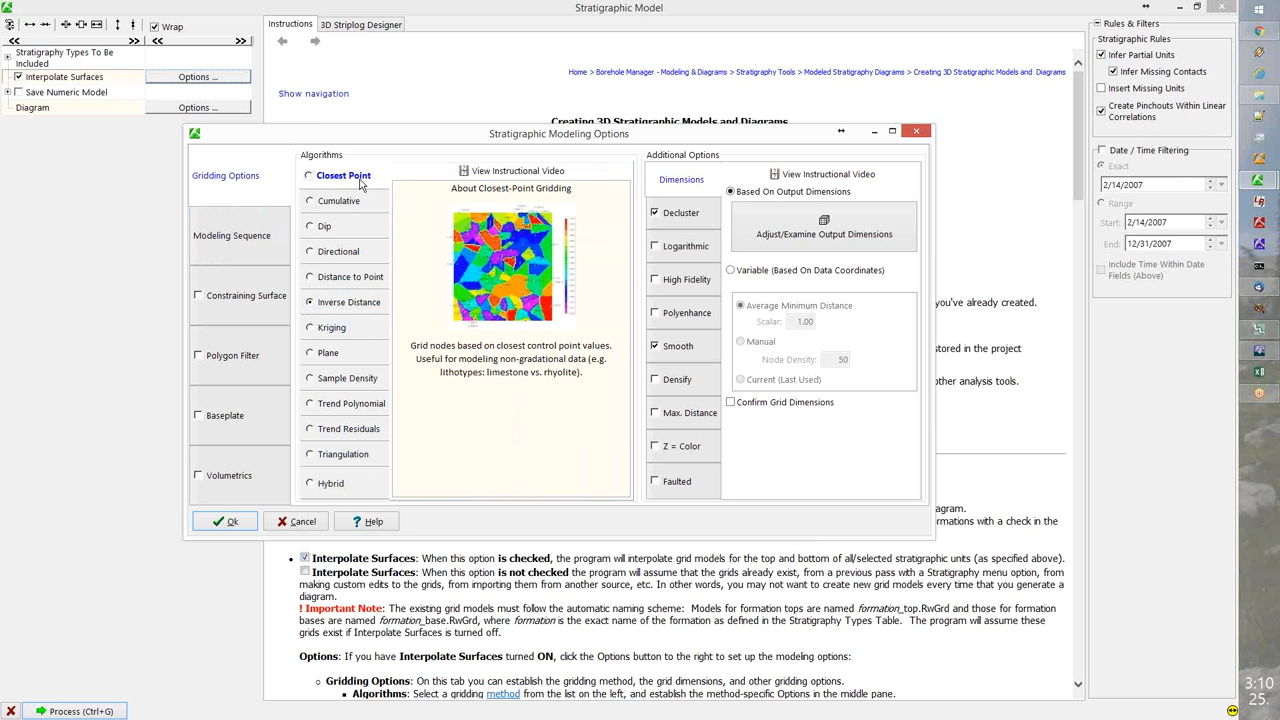 Stratigraphic Model
Wrap
Instructions
3D Striplog Designer
Rules & Filters
<<
>>
<<
>>
Stratigraphy Types To Be
Included
Interpolate Surfaces
Options ...
Save Numeric Model
Diagram
Options ...
Home > Borehole Manager - Modeling & Diagrams > Stratigraphy Tools > Modeled Stratigraphy Diagrams > Creating 3D Stratigraphic Models and Diagrams
Show navigation
Creating 3D Stratigraphic Models and Diagrams
Stratigraphic Rules
Infer Partial Units
Infer Missing Contacts
Insert Missing Units
Create Pinchouts Within Linear
Correlations
Date / Time Filtering
Exact
2/14/2007
Range
Start:
2/14/2007
End:
12/31/2007
Include Time Within Date
Fields (Above)
Stratigraphic Modeling Options
Gridding Options
Modeling Sequence
Constraining Surface
Polygon Filter
Baseplate
Volumetrics
Algorithms
Closest Point
Cumulative
Dip
Directional
Distance to Point
Inverse Distance
Kriging
Plane
Sample Density
Trend Polynomial
Trend Residuals
Triangulation
Hybrid
View Instructional Video
About Closest-Point Gridding
Grid nodes based on closest control point values.
Useful for modeling non-gradational data (e.g.
lithotypes: limestone vs. rhyolite).
Additional Options
Dimensions
Decluster
Logarithmic
High Fidelity
Polyenhance
Smooth
Densify
Max. Distance
Z = Color
Faulted
View Instructional Video
Based On Output Dimensions
Adjust/Examine Output Dimensions
Variable (Based On Data Coordinates)
Average Minimum Distance
Scalar:
1.00
Manual
Node Density:
50
Current (Last Used)
Confirm Grid Dimensions
Ok
Cancel
? Help
you've already created.
stored in the project
other analysis tools.
agram.
ormations with a check in the
• Interpolate Surfaces: When this option is checked, the program will interpolate grid models for the top and bottom of all/selected stratigraphic units (as specified above).
Interpolate Surfaces: When this option is not checked the program will assume that the grids already exist, from a previous pass with a Stratigraphy menu option, from
making custom edits to the grids, from importing them from another source, etc. In other words, you may not want to create new grid models every time that you generate a
diagram.
! Important Note: The existing grid models must follow the automatic naming scheme: Models for formation tops are named formation_top.RwGrd and those for formation
bases are named formation_base.RwGrd, where formation is the exact name of the formation as defined in the Stratigraphy Types Table. The program will assume these
grids exist if Interpolate Surfaces is turned off.
Options: If you have Interpolate Surfaces turned ON, click the Options button to the right to set up the modeling options:
Gridding Options: On this tab you can establish the gridding method, the grid dimensions, and other gridding options.
Algorithms: Select a gridding method from the list on the left, and establish the method-specific Options in the middle pane.
Process (Ctrl+G)
3:10
25.